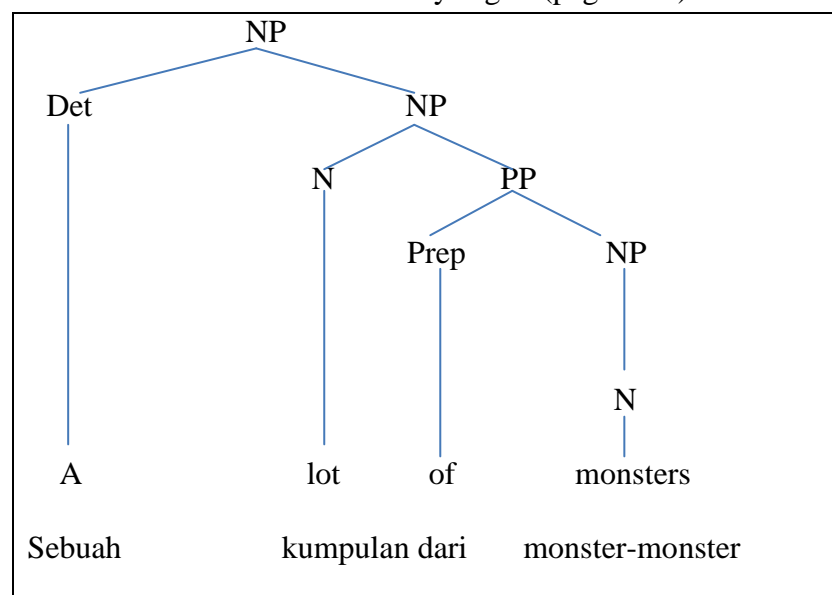 NP
Det NP
N PP
Prep NP
N
A lot of monsters
Sebuah kumpulan dari monster-monster